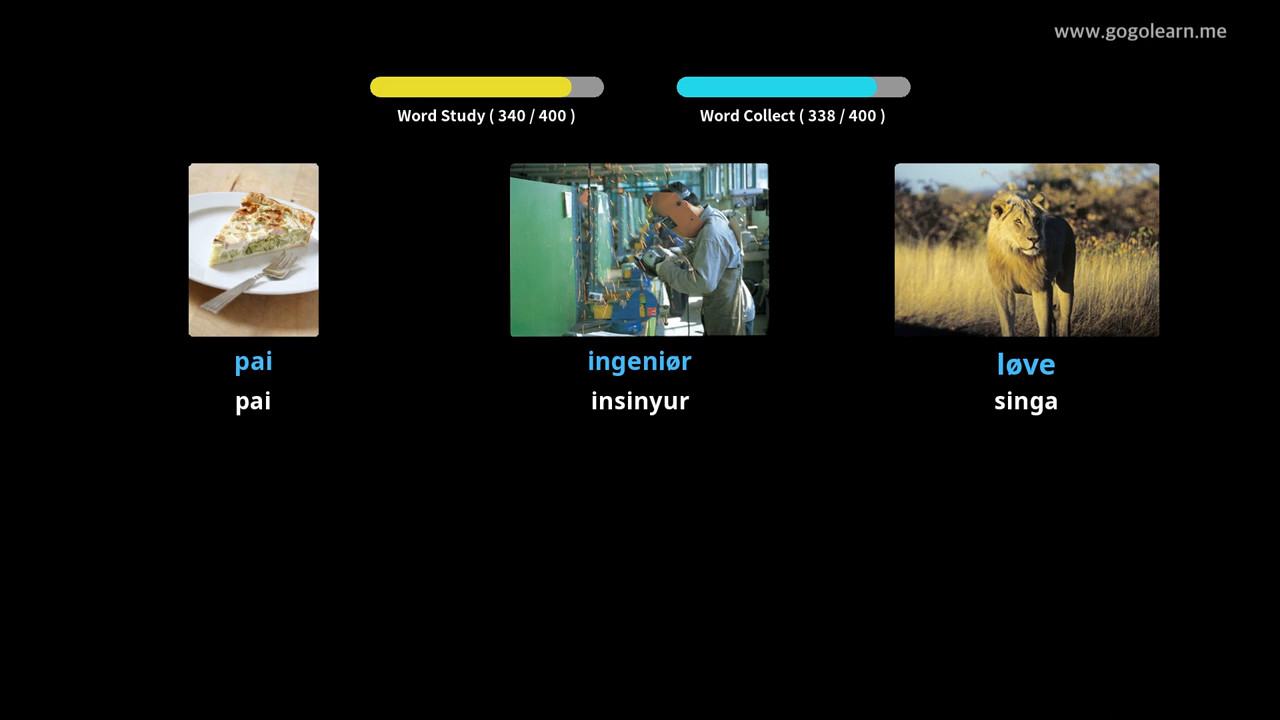 www.gogolearn.me
Word Study ( 340 / 400 )
Word Collect ( 338 / 400 )
pai
pai
ingeniør
insinyur
løve
singa